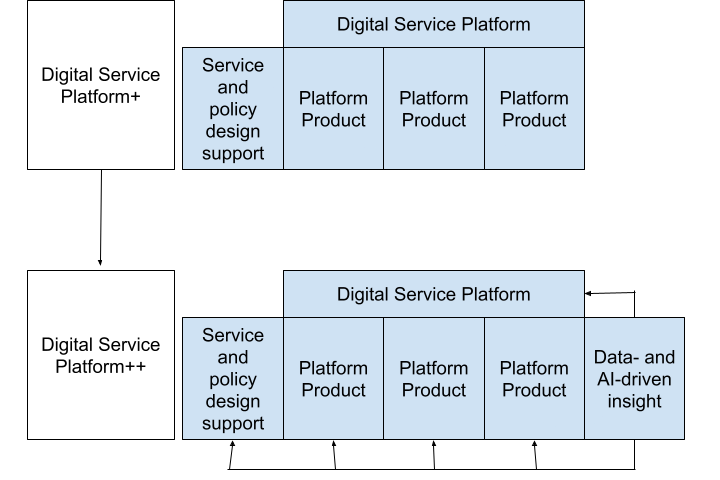 Digital Service
Platform+
Digital Service Platform
Service
and
policy
design
support
Platform
Product
Platform
Product
Platform
Product
Digital Service
Platform++
Digital Service Platform
Service
and
policy
design
support
Platform
Product
Platform
Product
Platform
Product
Data- and
AI-driven
insight